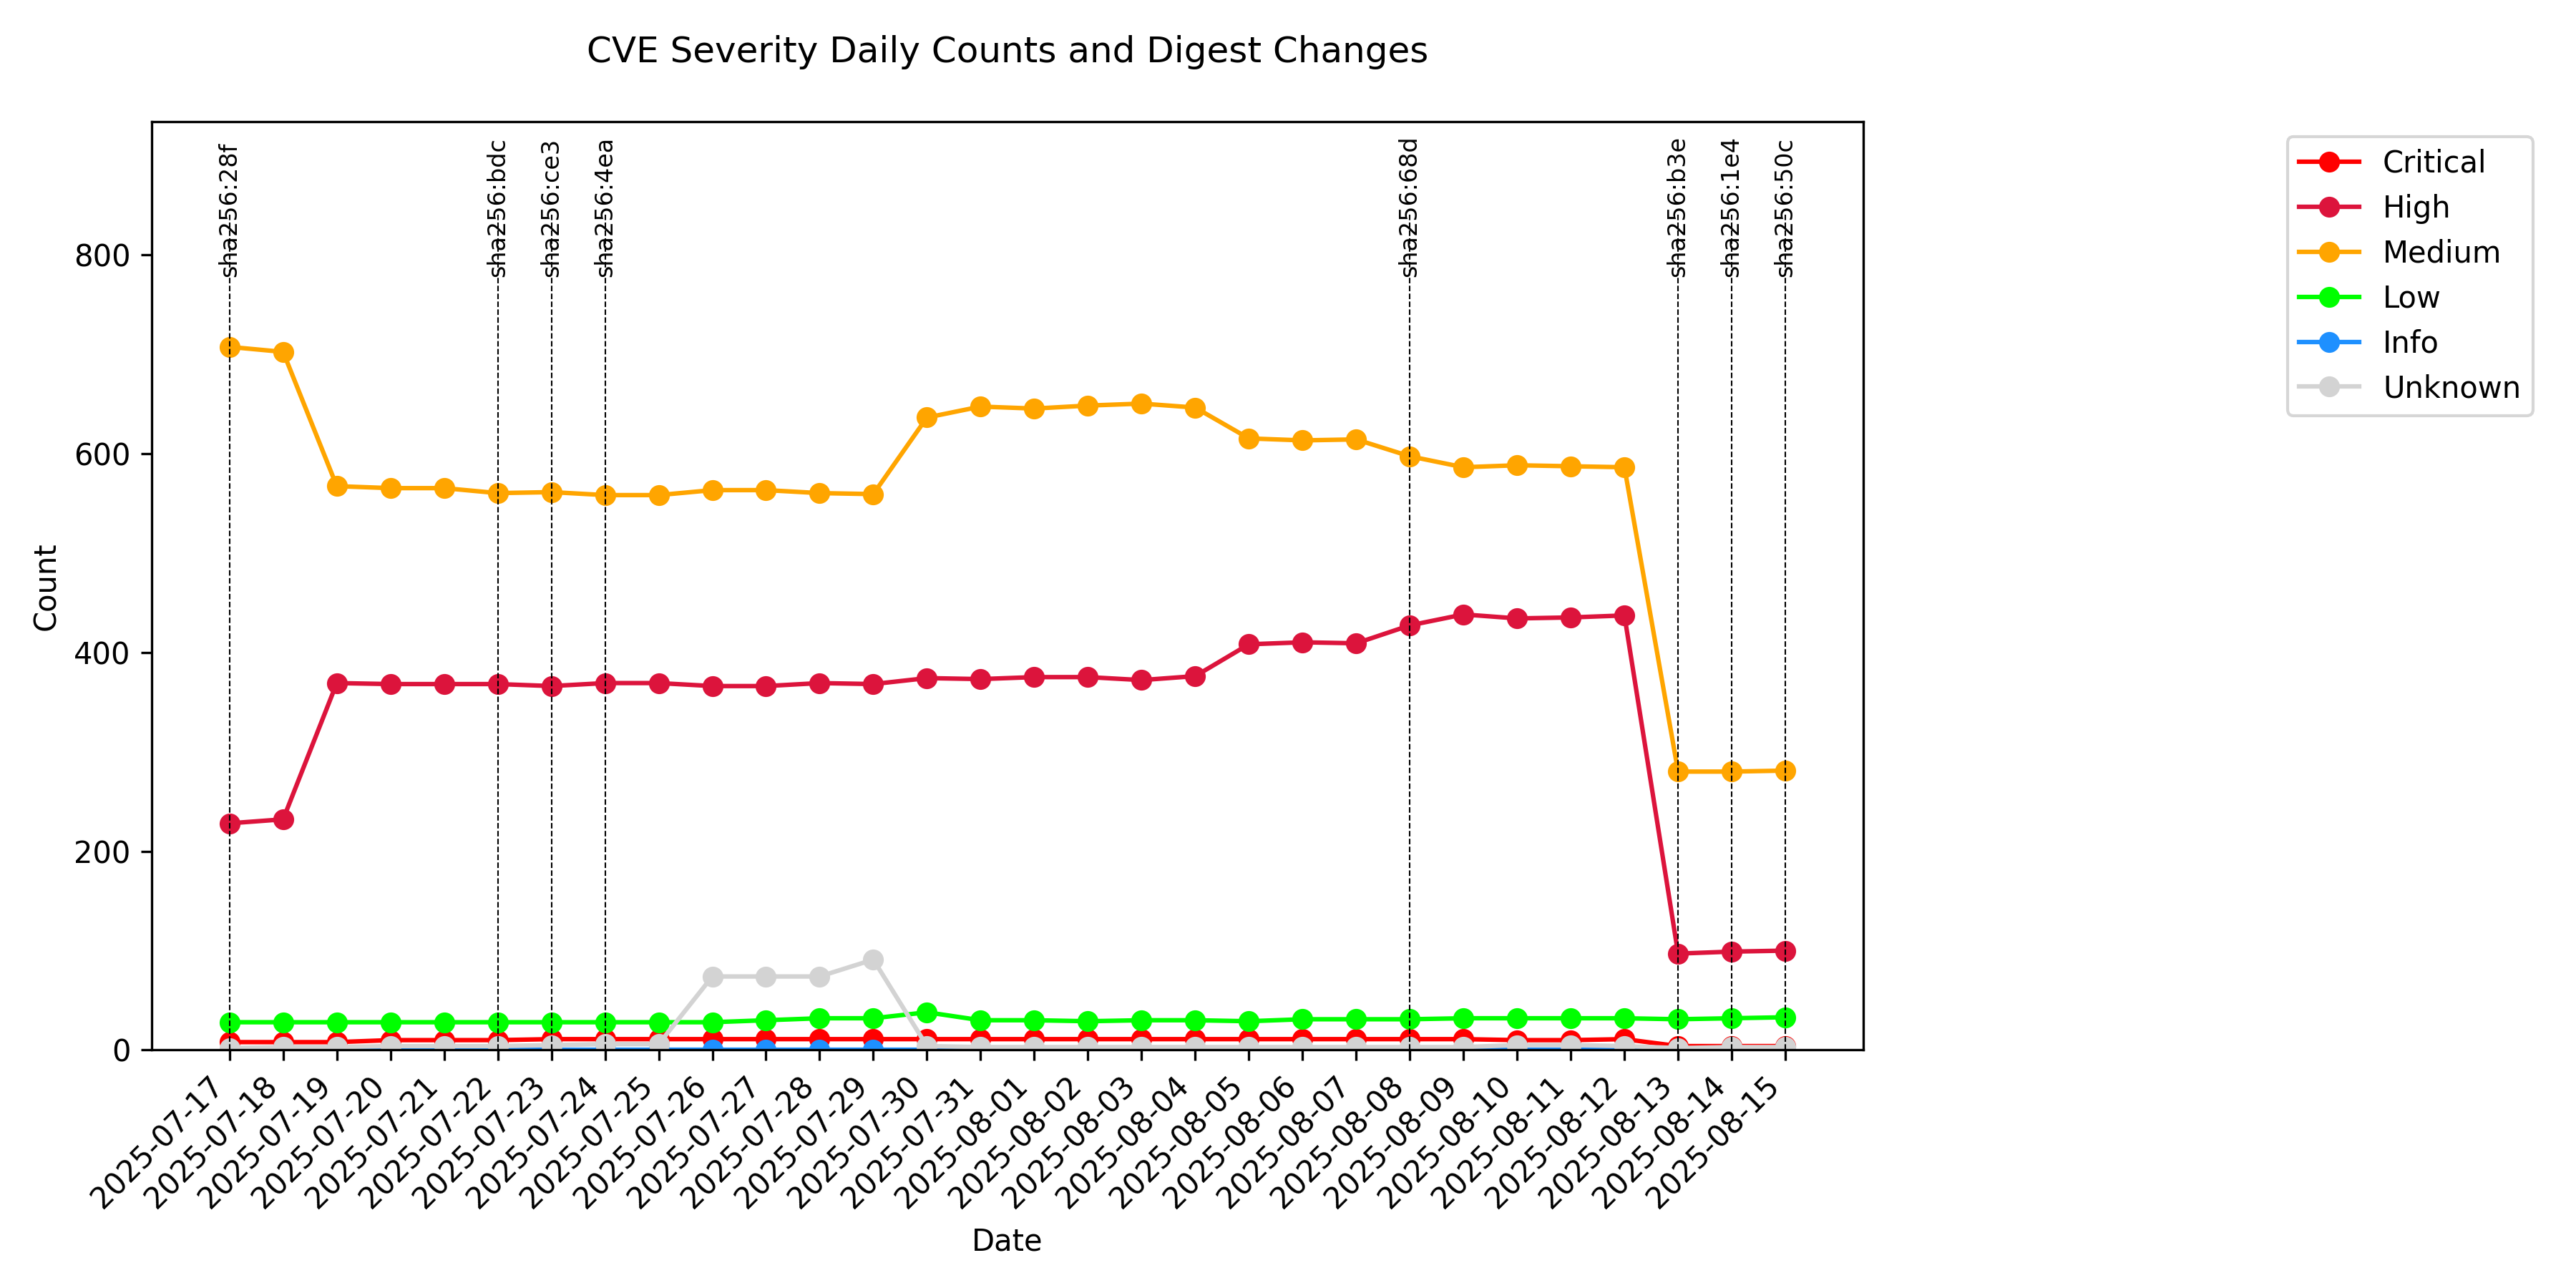 CVE Severity Daily Counts and Digest Changes
sha256:28f
sha256:bdc
sha256:ce3
sha256:4ea
sha256:68d
sha256:b3e
sha256:1e4
sha256:50c
Critical
High
Medium
Low
Info
Unknown
800
600
400
200
0
Count
2025-07-17
2025-07-18
2025-07-19
2025-07-20
2025-07-21
2025-07-22
2025-07-23
2025-07-24
2025-07-25
2025-07-26
2025-07-27
2025-07-28
2025-07-29
2025-07-30
2025-07-31
2025-08-01
2025-08-02
2025-08-03
2025-08-04
2025-08-05
2025-08-06
2025-08-07
2025-08-08
2025-08-09
2025-08-10
2025-08-11
2025-08-12
2025-08-13
2025-08-14
2025-08-15
Date